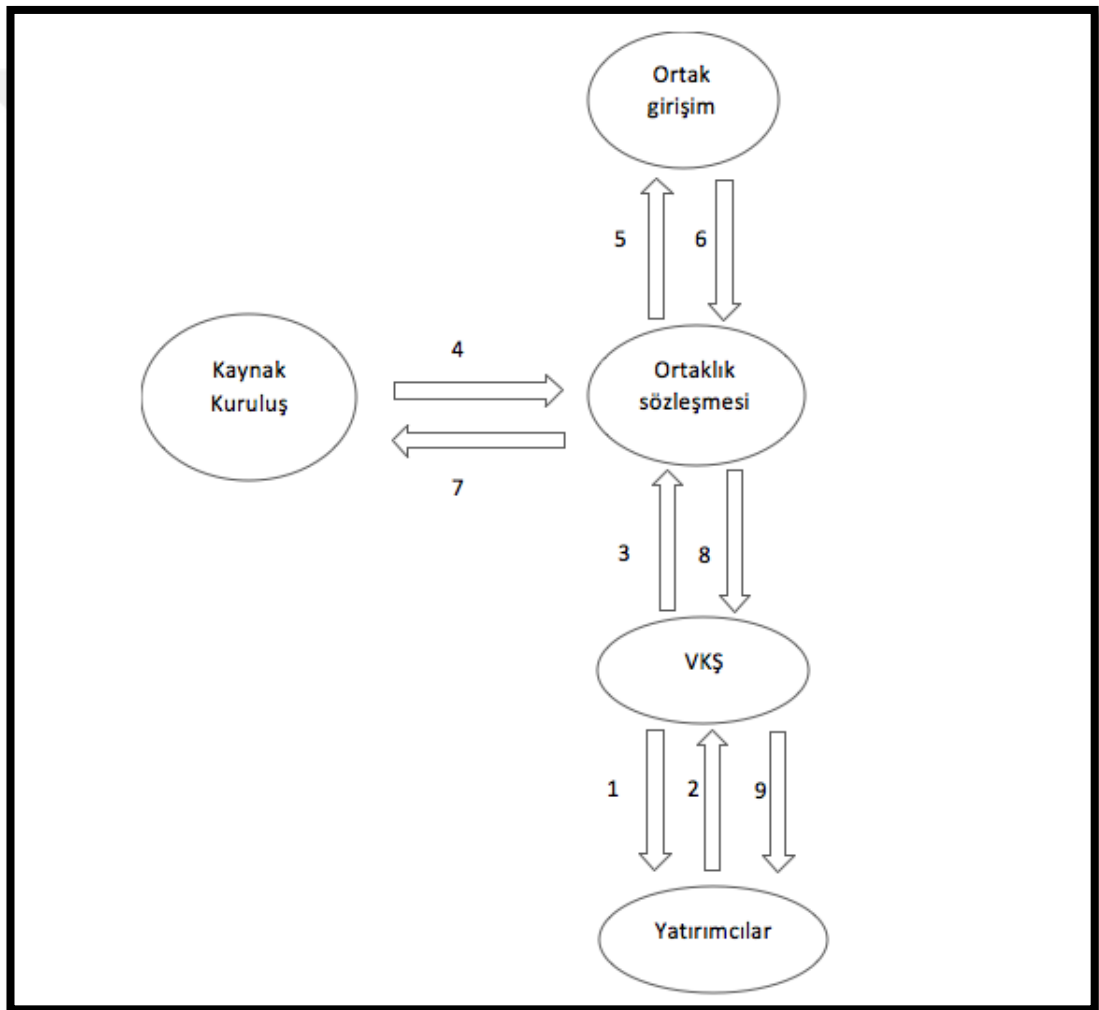 Ortak
girişim
5 6
Kaynak
Kuruluş
4
7
Ortaklık
sözleşmesi
3 8
VKŞ
1 2 9
Yatırımcılar